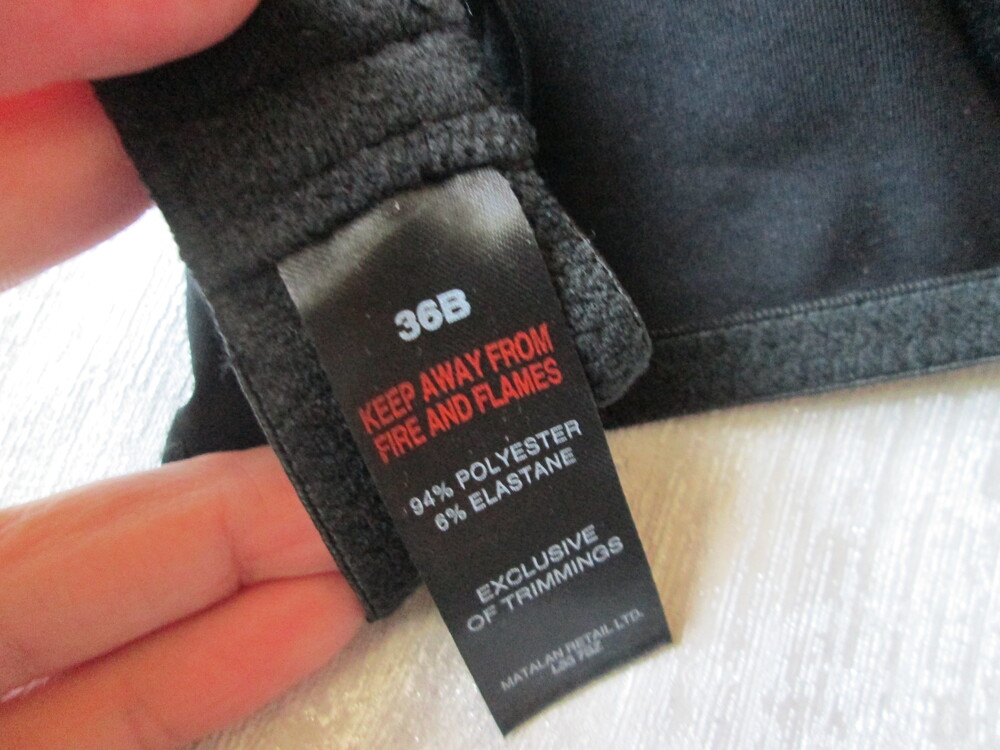 36B
KEEP AWAY FROM
FIRE AND FLAMES
94% POLYESTER
6% ELASTANE
EXCLUSIVE
OF TRIMMINGS
MATALAN RETAIL LTD.